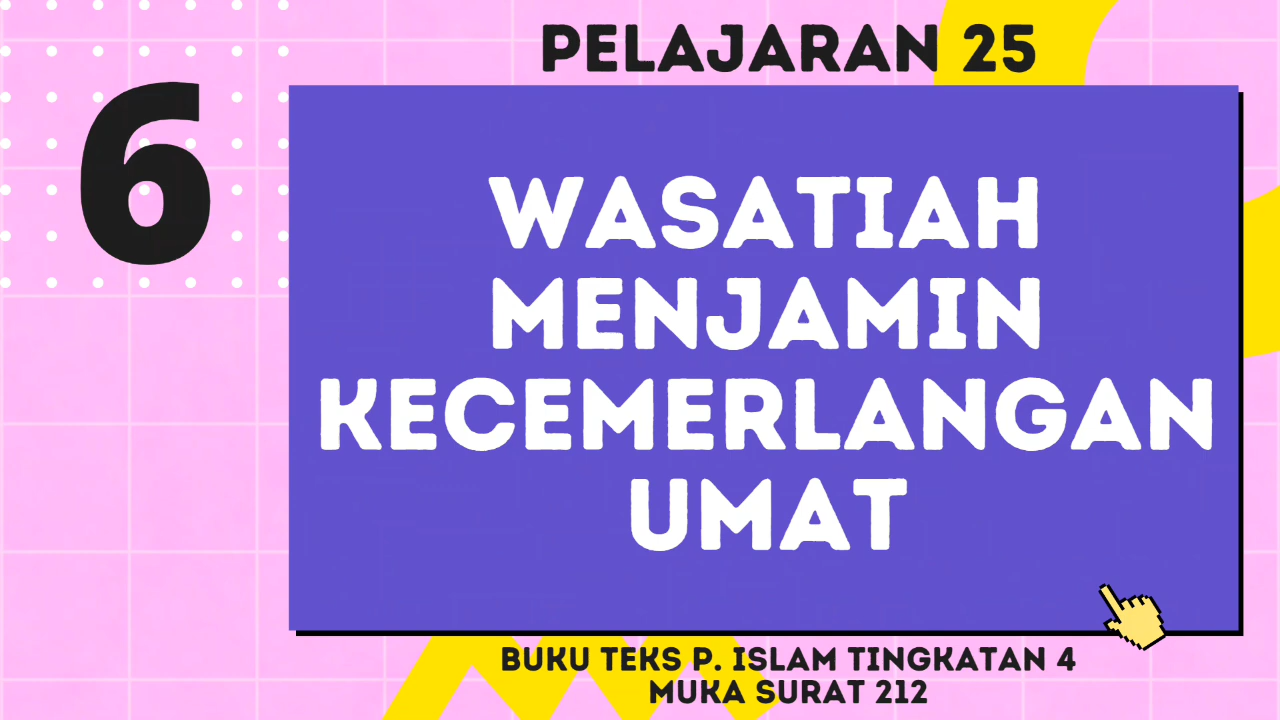 PELAJARAN 25
6
WASATIAH
MENJAMIN
KECEMERLANGAN
UMAT
BUKU TEKS P. ISLAM TINGKATAN 4
MUKA SURAT 212